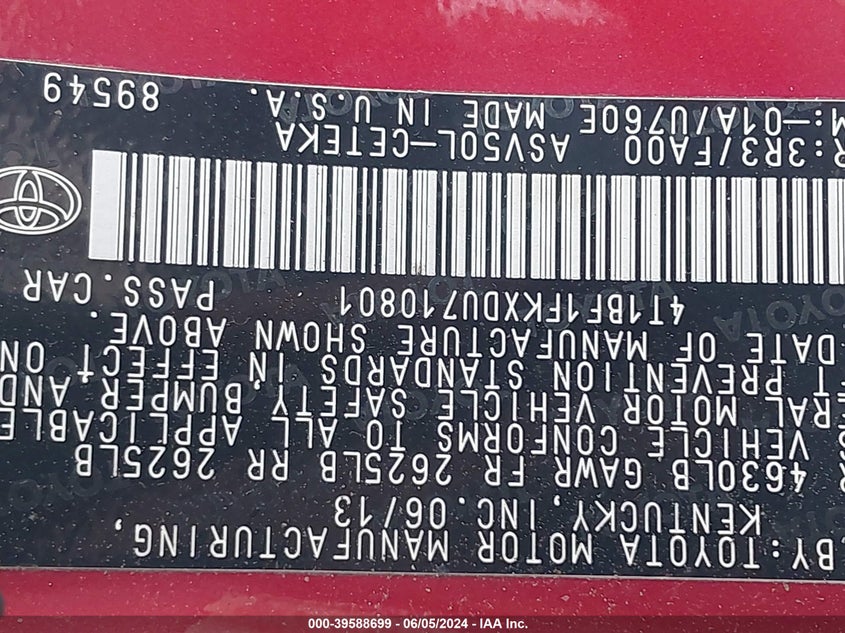 BY: TOYOTA MOTOR MANUFACTURING,
KENTUCKY, INC. 06/13
4630LB GAWR FR 2625LB RR 2625LB
VEHICLE CONFORMS TO ALL APPLICABLE
MOTOR VEHICLE SAFETY, BUMPER, AND
PREVENTION STANDARDS IN EFFECT ON
DATE OF MANUFACTURE SHOWN ABOVE.
4T1BF1FKXDU710801 PASS. CAR
R: 3R3/FA00 ASV50L-CETEKA
M:-01A/U760E MADE IN U.S.A. 89549
000-39588699 - 06/05/2024 - IAA Inc.